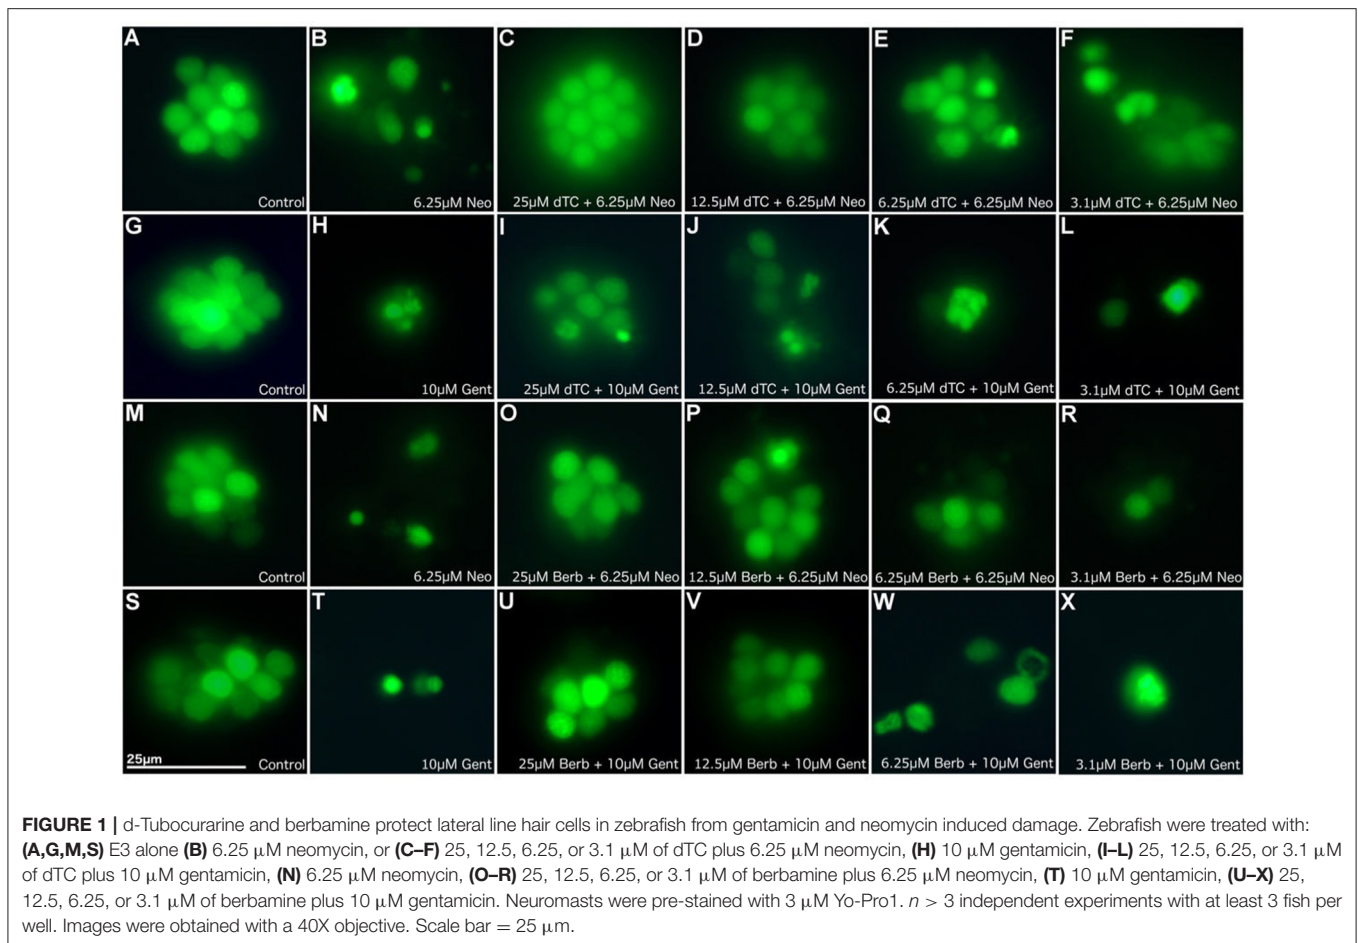 A B C D E F
Control 6.25μM Neo 25μM dTC + 6.25μM Neo 12.5μM dTC + 6.25μM Neo 6.25μM dTC + 6.25μM Neo 3.1μM dTC + 6.25μM Neo
G H I J K L
Control 10μM Gent 25μM dTC + 10μM Gent 12.5μM dTC + 10μM Gent 6.25μM dTC + 10μM Gent 3.1μM dTC + 10μM Gent
M N O P Q R
Control 6.25μM Neo 25μM Berb + 6.25μM Neo 12.5μM Berb + 6.25μM Neo 6.25μM Berb + 6.25μM Neo 3.1μM Berb + 6.25μM Neo
S T U V W X
25μm
Control 10μM Gent 25μM Berb + 10μM Gent 12.5μM Berb + 10μM Gent 6.25μM Berb + 10μM Gent 3.1μM Berb + 10μM Gent
FIGURE 1 | d-Tubocurarine and berbamine protect lateral line hair cells in zebrafish from gentamicin and neomycin induced damage. Zebrafish were treated with:
(A,G,M,S) E3 alone (B) 6.25 μM neomycin, or (C–F) 25, 12.5, 6.25, or 3.1 μM of dTC plus 6.25 μM neomycin, (H) 10 μM gentamicin, (I–L) 25, 12.5, 6.25, or 3.1 μM
of dTC plus 10 μM gentamicin, (N) 6.25 μM neomycin, (O–R) 25, 12.5, 6.25, or 3.1 μM of berbamine plus 6.25 μM neomycin, (T) 10 μM gentamicin, (U–X) 25,
12.5, 6.25, or 3.1 μM of berbamine plus 10 μM gentamicin. Neuromasts were pre-stained with 3 μM Yo-Pro1. n > 3 independent experiments with at least 3 fish per
well. Images were obtained with a 40X objective. Scale bar = 25 μm.